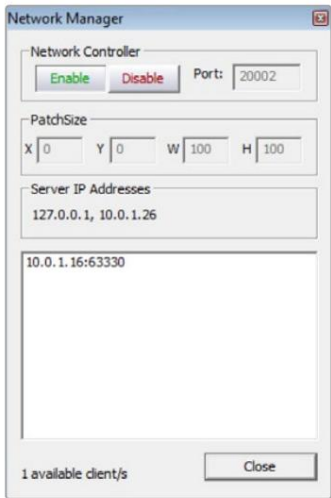 Network Manager
Network Controller
Enable Disable Port: 20002
PatchSize
X 0 Y 0 W 100 H 100
Server IP Addresses
127.0.0.1, 10.0.1.26
10.0.1.16:63330
1 available client/s
Close